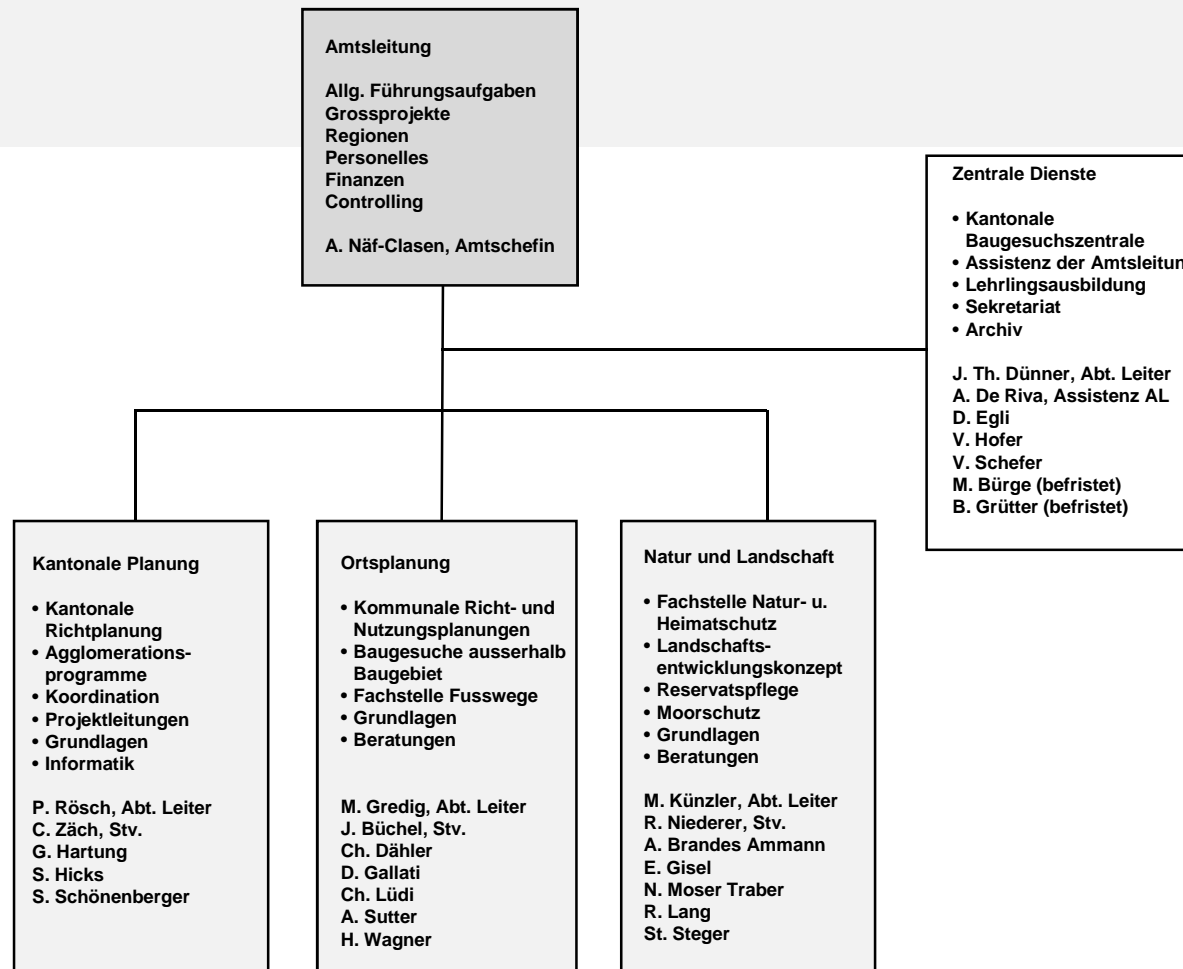 Amtsleitung
Allg. Führungsaufgaben
Grossprojekte
Regionen
Personelles
Finanzen
Controlling
A. Näf-Clasen, Amtschefin
Zentrale Dienste
• Kantonale
Baugesuchszentrale
• Assistenz der Amtsleitun
• Lehrlingsausbildung
• Sekretariat
• Archiv
J. Th. Dünner, Abt. Leiter
A. De Riva, Assistenz AL
D. Egli
V. Hofer
V. Schefer
M. Bürge (befristet)
B. Grütter (befristet)
Kantonale Planung
• Kantonale
Richtplanung
• Agglomerations-
programme
• Koordination
• Projektleitungen
• Grundlagen
• Informatik
P. Rösch, Abt. Leiter
C. Zäch, Stv.
G. Hartung
S. Hicks
S. Schönenberger
Ortsplanung
• Kommunale Richt- und
Nutzungsplanungen
• Baugesuche ausserhalb
Baugebiet
• Fachstelle Fusswege
• Grundlagen
• Beratungen
M. Gredig, Abt. Leiter
J. Büchel, Stv.
Ch. Dähler
D. Gallati
Ch. Lüdi
A. Sutter
H. Wagner
Natur und Landschaft
• Fachstelle Natur- u.
Heimatschutz
• Landschafts-
entwicklungskonzept
• Reservatspflege
• Moorschutz
• Grundlagen
• Beratungen
M. Künzler, Abt. Leiter
R. Niederer, Stv.
A. Brandes Ammann
E. Gisel
N. Moser Traber
R. Lang
St. Steger